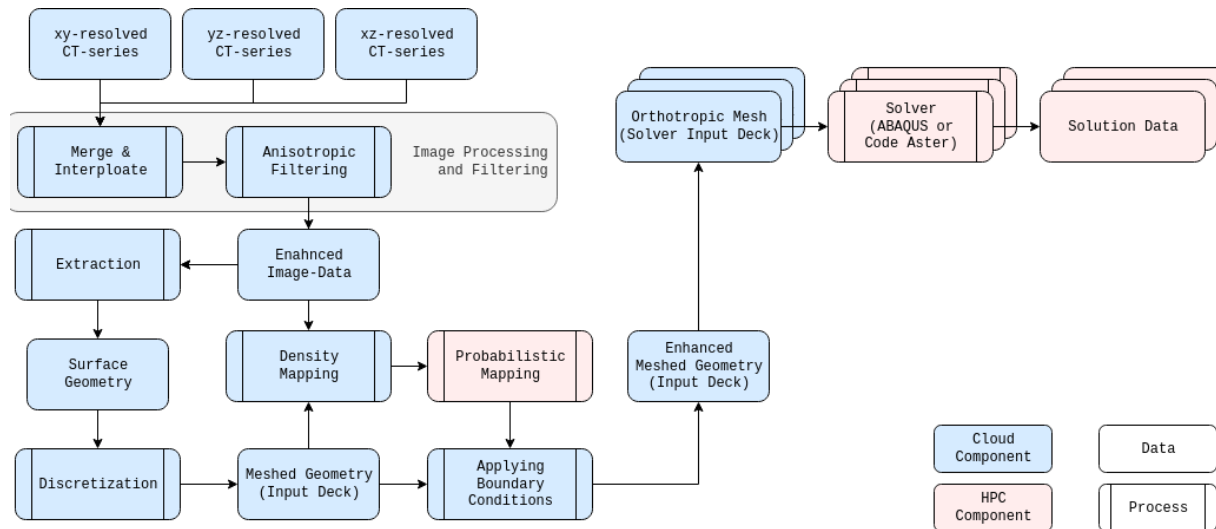 xy-resolved
CT-series
yz-resolved
CT-series
xz-resolved
CT-series
Merge &
Interploate
Anisotropic
Filtering
Image Processing
and Filtering
Orthotropic Mesh
(Solver Input Deck)
Solver
(ABAQUS or
Code Aster)
Solution Data
Extraction
Enahnced
Image-Data
Surface
Geometry
Density
Mapping
Probabilistic
Mapping
Enhanced
Meshed Geometry
(Input Deck)
Discretization
Meshed Geometry
(Input Deck)
Applying
Boundary
Conditions
Cloud
Component
Data
HPC
Component
Process